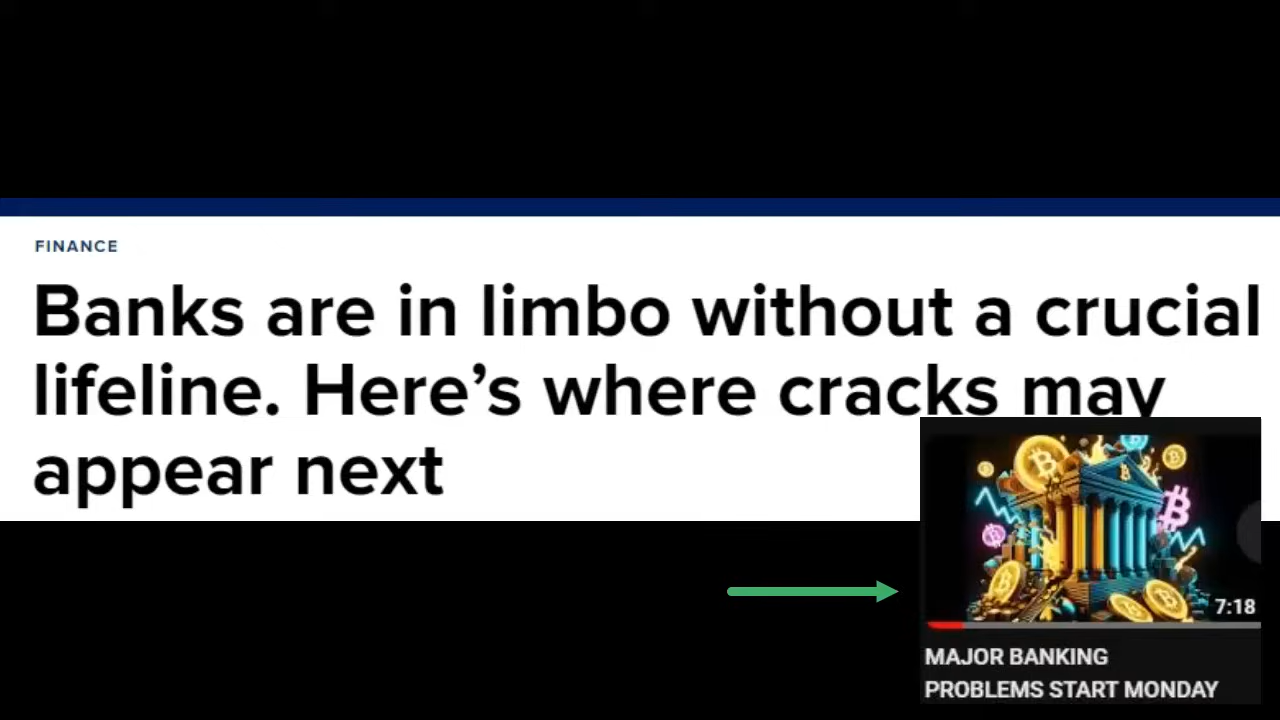 FINANCE
Banks are in limbo without a crucial
lifeline. Here’s where cracks may
appear next
7:18
MAJOR BANKING
PROBLEMS START MONDAY